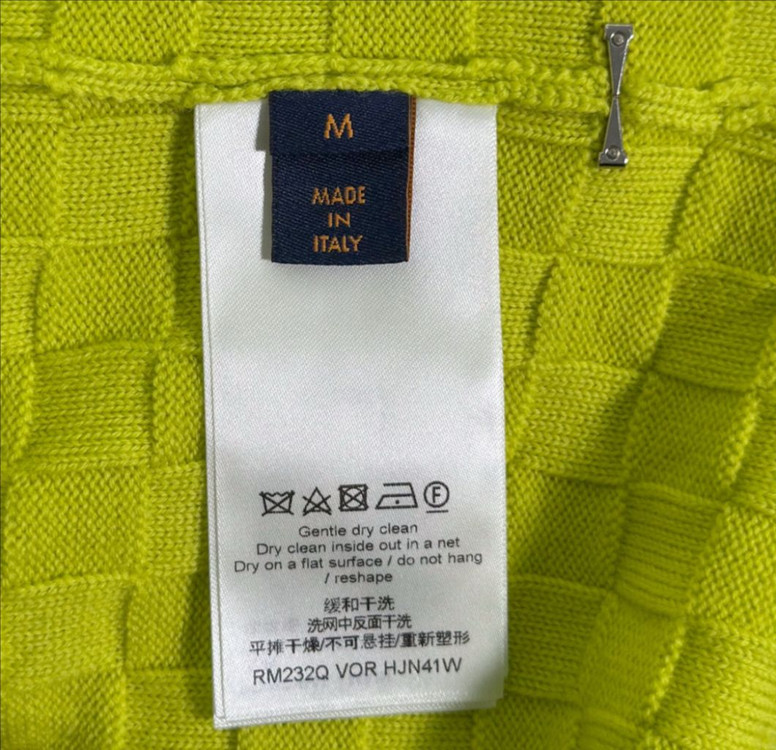 M
MADE
IN
ITALY
F
Gentle dry clean
Dry clean inside out in a net
Dry on a flat surface / do not hang
/ reshape
缓和干洗
洗网中反面干洗
平摊干燥/不可悬挂/重新塑形
RM232Q VOR HJN41W